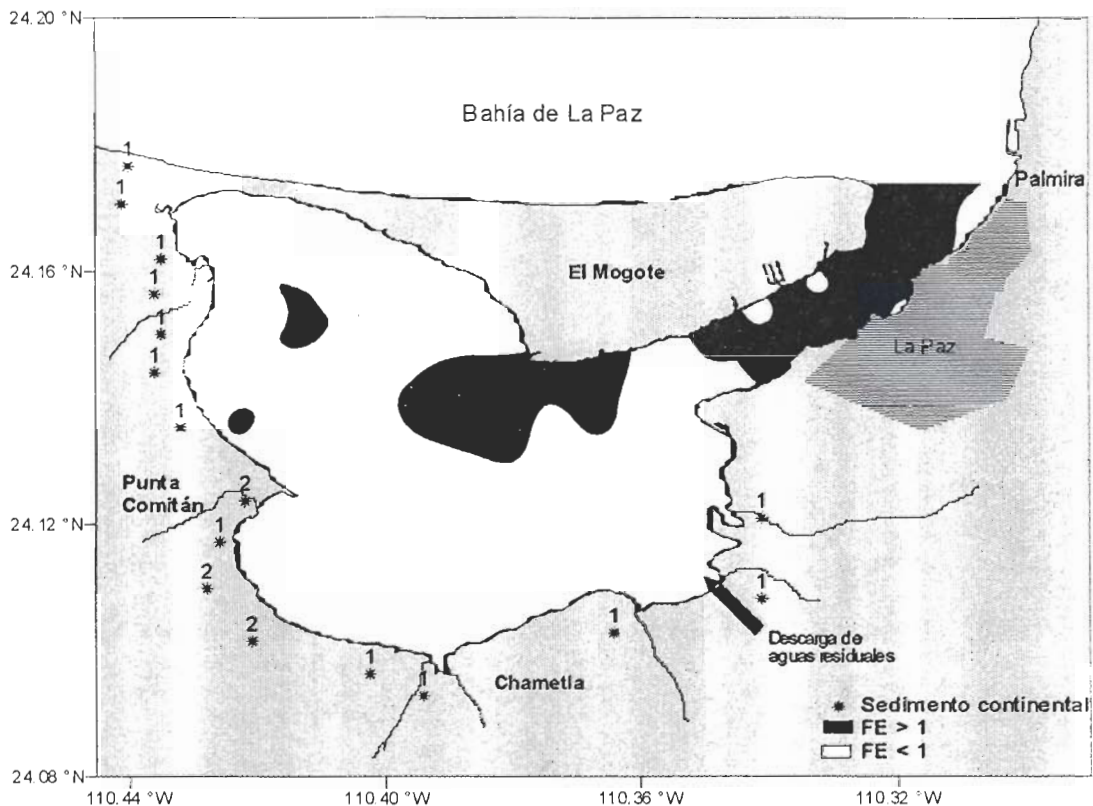 24.20 °N
Bahía de La Paz
1
1
Palmira
1
24.16 °N
El Mogote
1
1
La Paz
1
1
Punta
Comitán
2
1
24.12 °N
1
2
1
2
1
Descarga de
aguas residuales
1
Chametla
1
Sedimento continental
FE > 1
FE < 1
24.08 °N
110.44 °W
110.40 °W
110.36 °W
110.32 °W